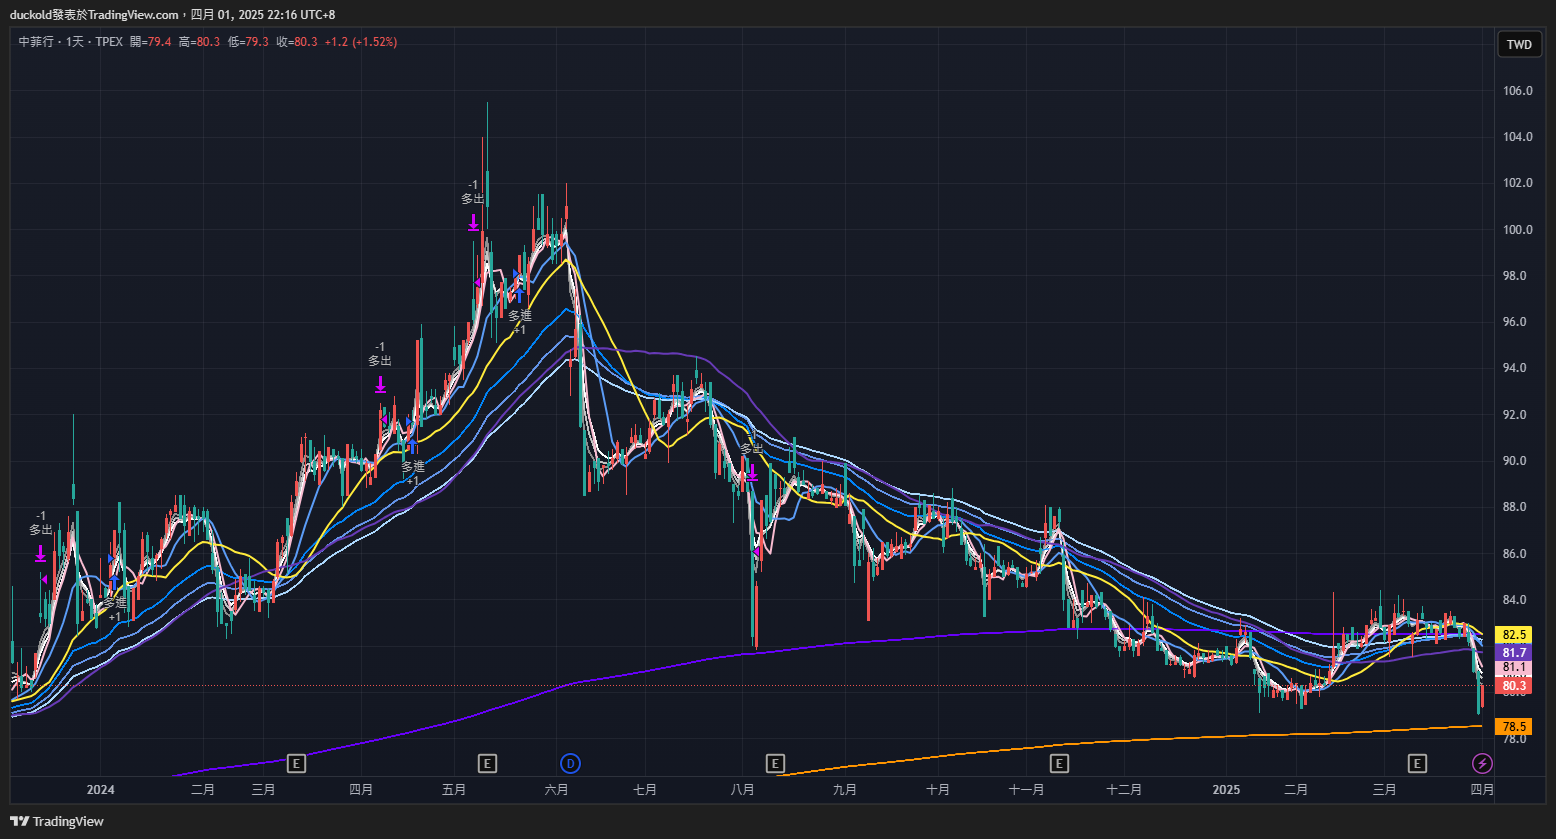 duckold發表於TradingView.com，四月 01, 2025 22:16 UTC+8
中菲行・1天・TPEX 開=79.4 高=80.3 低=79.3 收=80.3 +1.2 (+1.52%)
TWD
106.0
104.0
102.0
100.0
98.0
96.0
94.0
92.0
90.0
88.0
86.0
84.0
82.5
81.7
81.1
80.3
78.5
78.0
-1
多出
-1
多出
-1
多出
多進
+1
多進
+1
多出
多進
+1
E
E
D
E
E
E
2024
二月
三月
四月
五月
六月
七月
八月
九月
十月
十一月
十二月
2025
二月
三月
四月
TradingView